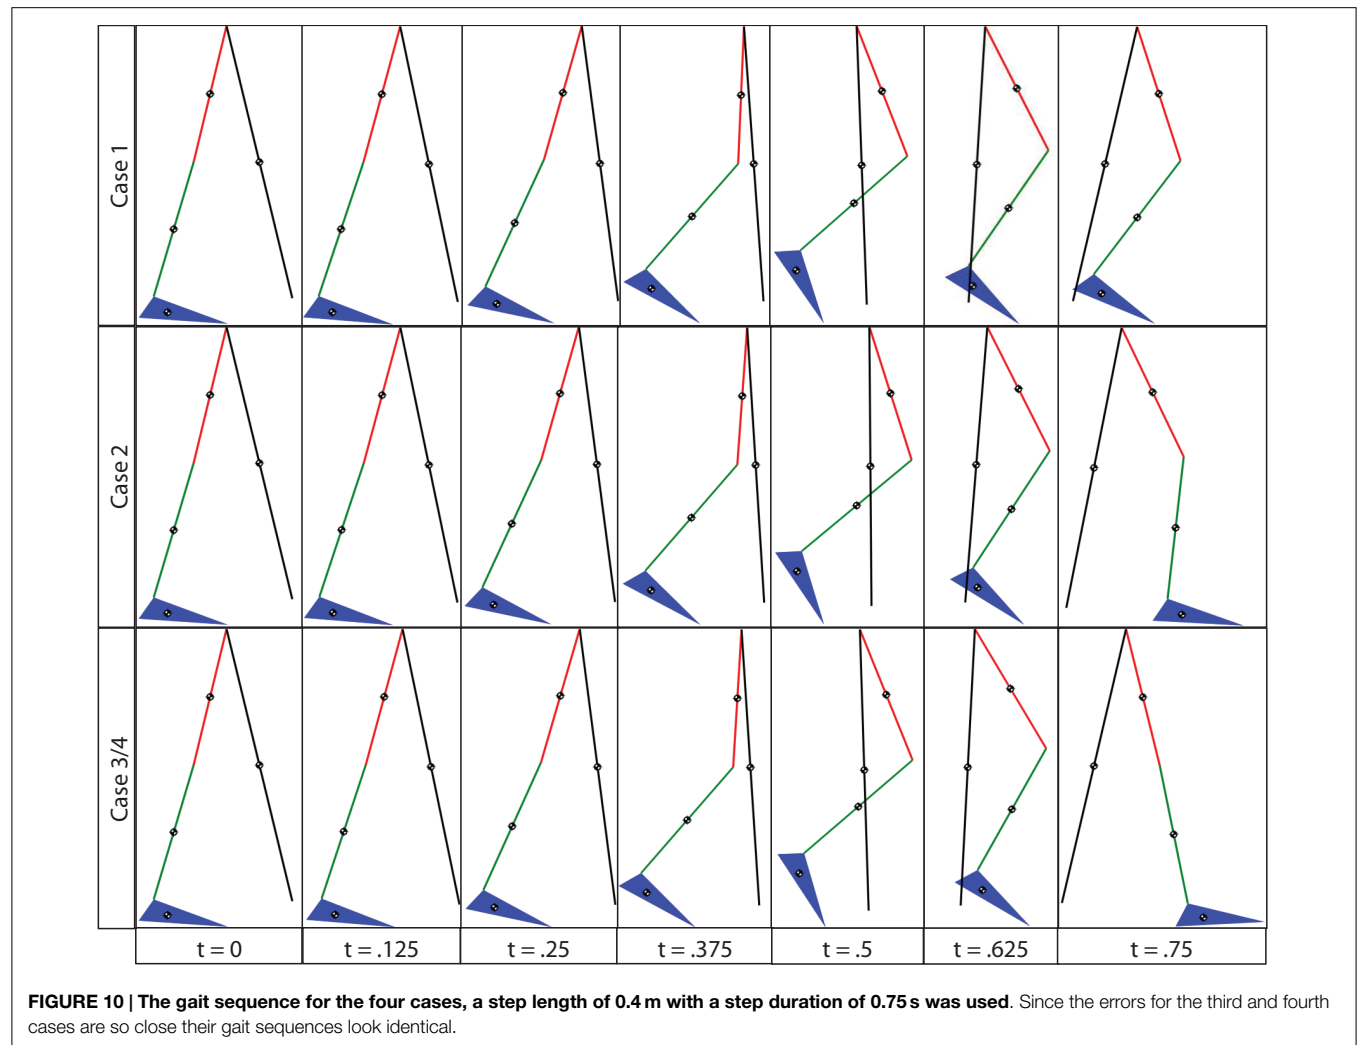 Case 1
Case 2
Case 3/4
t = 0
t = .125
t = .25
t = .375
t = .5
t = .625
t = .75
FIGURE 10 | The gait sequence for the four cases, a step length of 0.4 m with a step duration of 0.75 s was used. Since the errors for the third and fourth
cases are so close their gait sequences look identical.